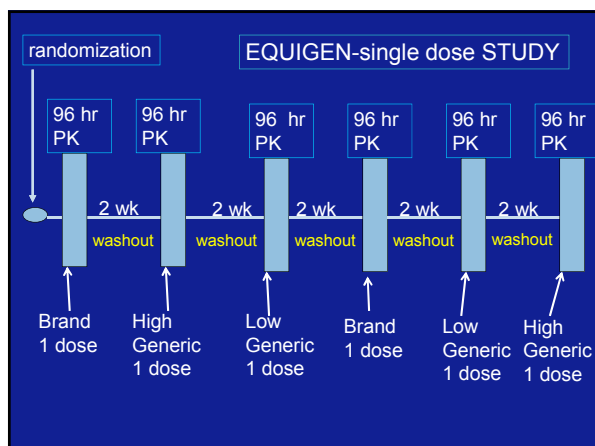 randomization
EQUIGEN-single dose STUDY
96 hr
PK
96 hr
PK
96 hr
PK
96 hr
PK
96 hr
PK
96 hr
PK
2 wk
2 wk
2 wk
2 wk
2 wk
washout
washout
washout
washout
washout
Brand
1 dose
High
Generic
1 dose
Low
Generic
1 dose
Brand
1 dose
Low
Generic
1 dose
High
Generic
1 dose